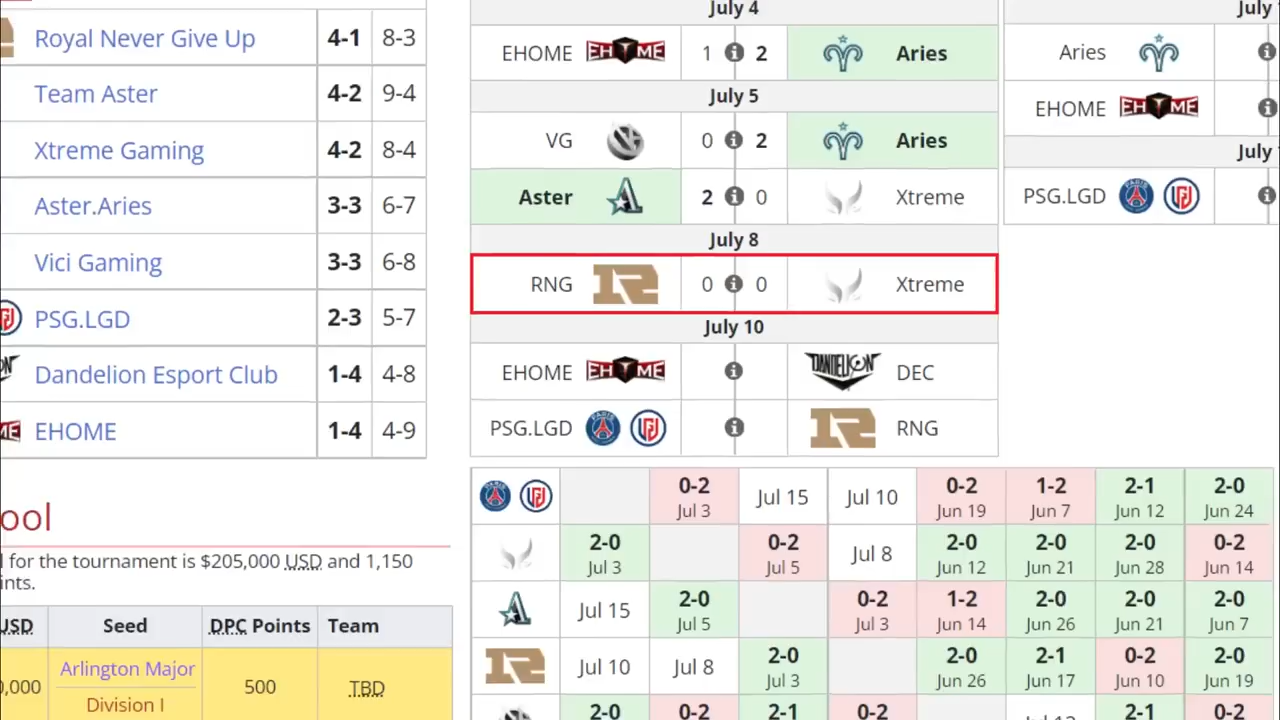 Royal Never Give Up 4-1 8-3
Team Aster 4-2 9-4
Xtreme Gaming 4-2 8-4
Aster.Aries 3-3 6-7
Vici Gaming 3-3 6-8
PSG.LGD 2-3 5-7
Dandelion Esport Club 1-4 4-8
EHOME 1-4 4-9
ool
l for the tournament is $205,000 USD and 1,150
ints.
USD Seed DPC Points Team
0,000 Arlington Major 500 TBD
Division I
July 4
EHOME EHOME 1 2 Aries
July 5
VG 0 2 Aries
Aster 2 0 Xtreme
July 8
RNG 0 0 Xtreme
July 10
EHOME EHOME DANDELION DEC
PSG.LGD PARIS RNG
July
Aries
EHOME EHOME
July
PSG.LGD PARIS
0-2 Jul 15 Jul 10 0-2 1-2 2-1 2-0
Jul 3 Jun 19 Jun 7 Jun 12 Jun 24
2-0 0-2 Jul 8 2-0 2-0 2-0 0-2
Jul 3 Jul 5 Jun 12 Jun 21 Jun 28 Jun 14
Jul 15 2-0 0-2 1-2 2-0 2-0 2-0
Jul 5 Jul 3 Jun 14 Jun 26 Jun 21 Jun 7
Jul 10 Jul 8 2-0 2-0 2-1 0-2 2-0
Jul 3 Jun 26 Jun 17 Jun 10 Jun 19
2-0 0-2 2-1 0-2 2-1 0-2